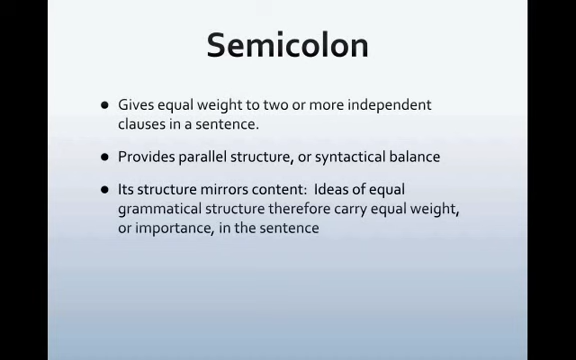 Semicolon
● Gives equal weight to two or more independent
clauses in a sentence.
● Provides parallel structure, or syntactical balance
● Its structure mirrors content:  Ideas of equal
grammatical structure therefore carry equal weight,
or importance, in the sentence